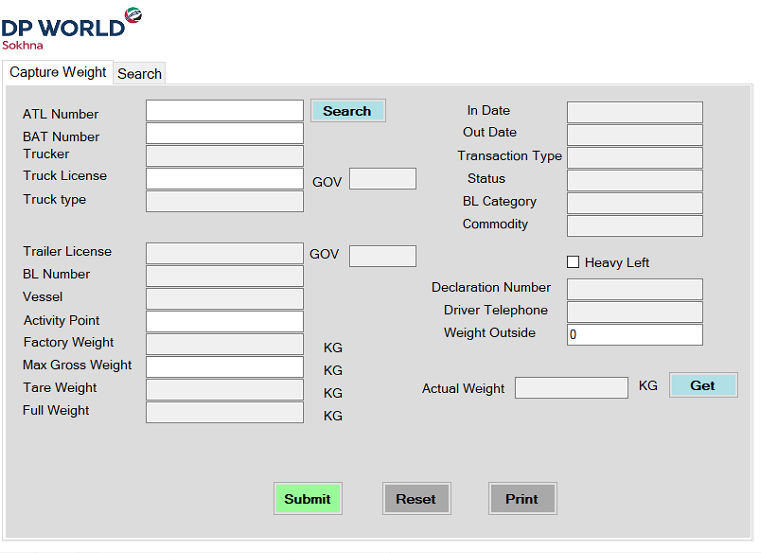 DP WORLD
Sokhna
Capture Weight
Search
ATL Number
Search
BAT Number
Trucker
Truck License
GOV
Truck type
Trailer License
GOV
BL Number
Vessel
Activity Point
Factory Weight
KG
Max Gross Weight
KG
Tare Weight
KG
Full Weight
KG
In Date
Out Date
Transaction Type
Status
BL Category
Commodity
Heavy Left
Declaration Number
Driver Telephone
Weight Outside
0
Actual Weight
KG
Get
Submit
Reset
Print